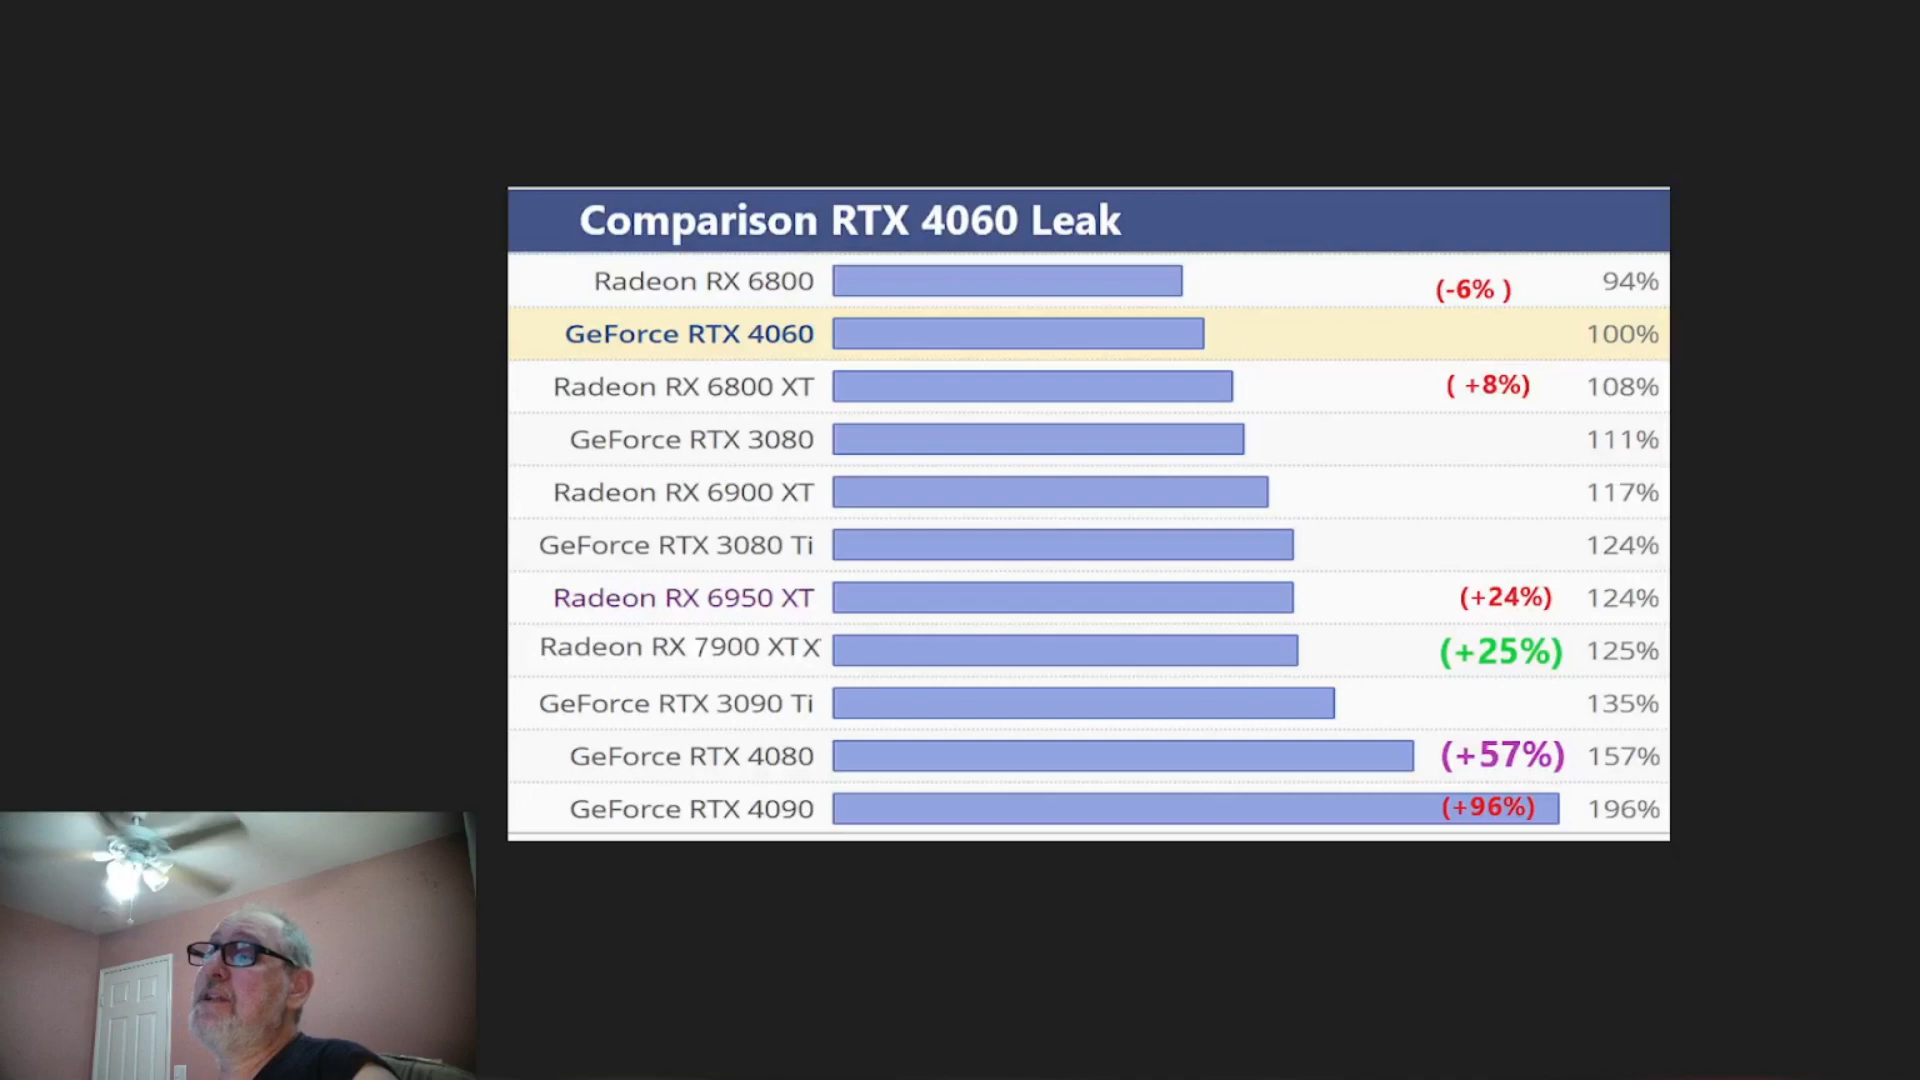 Comparison RTX 4060 Leak
Radeon RX 6800 (-6% ) 94%
GeForce RTX 4060 100%
Radeon RX 6800 XT ( +8%) 108%
GeForce RTX 3080 111%
Radeon RX 6900 XT 117%
GeForce RTX 3080 Ti 124%
Radeon RX 6950 XT (+24%) 124%
Radeon RX 7900 XTX (+25%) 125%
GeForce RTX 3090 Ti 135%
GeForce RTX 4080 (+57%) 157%
GeForce RTX 4090 (+96%) 196%